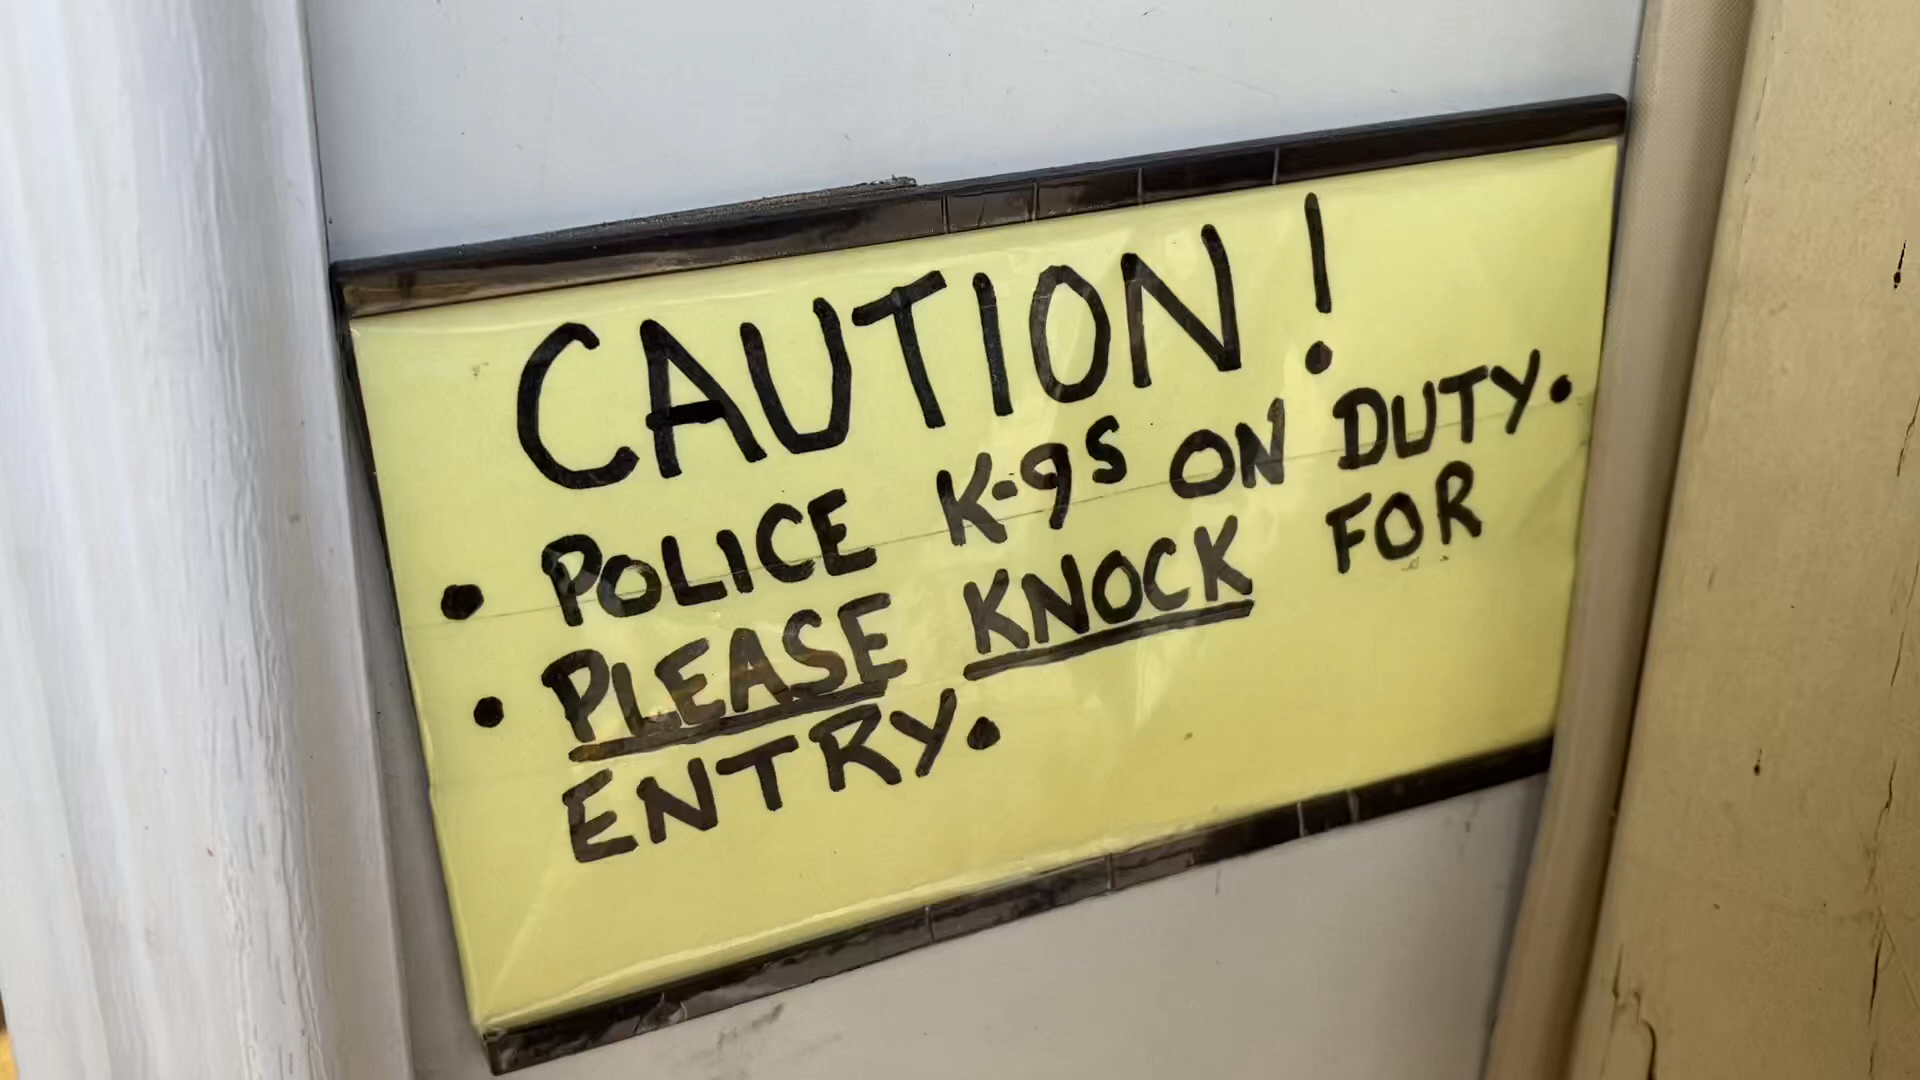 CAUTION!
• POLICE K-9S ON DUTY.
• PLEASE KNOCK FOR
ENTRY.